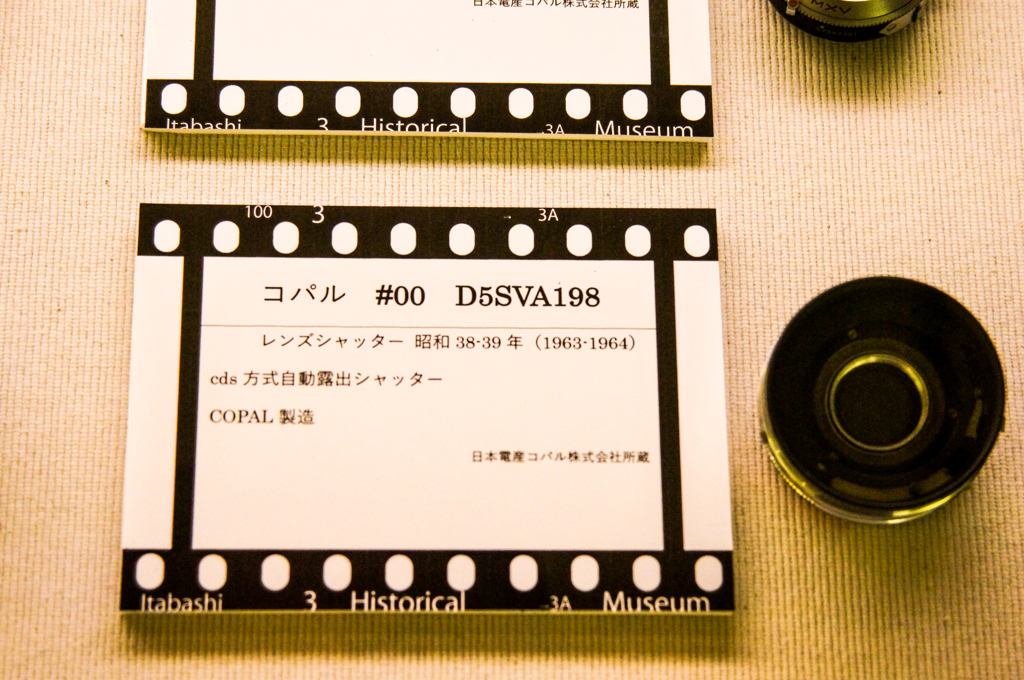 日本電産コパル株式会社所蔵
Itabashi 3 Historical 3A Museum
MXV
100 3 → 3A
コパル #00 D5SVA198
レンズシャッター 昭和 38-39 年（1963-1964）
cds 方式自動露出シャッター
COPAL 製造
日本電産コパル株式会社所蔵
Itabashi 3 Historical →3A Museum